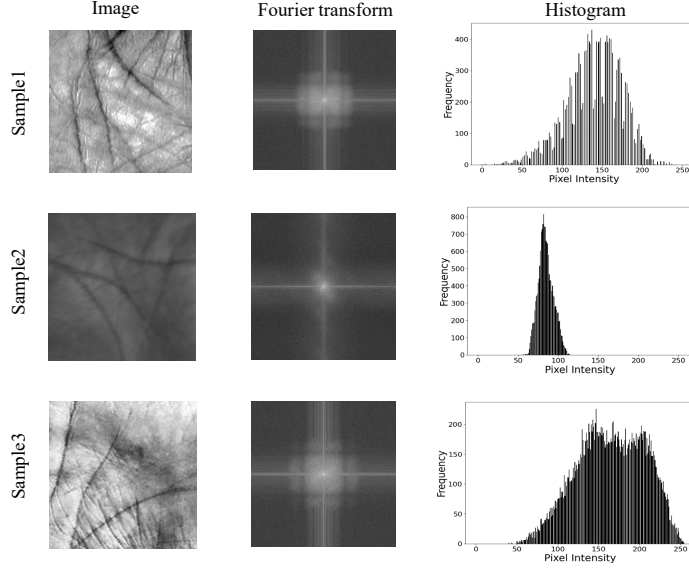 Image Fourier transform Histogram
Sample1
Frequency
400
300
200
100
0
0 50 100 150 200 250
Pixel Intensity
Sample2
Frequency
800
700
600
500
400
300
200
100
0
0 50 100 150 200 250
Pixel Intensity
Sample3
Frequency
200
150
100
50
0
0 50 100 150 200 250
Pixel Intensity